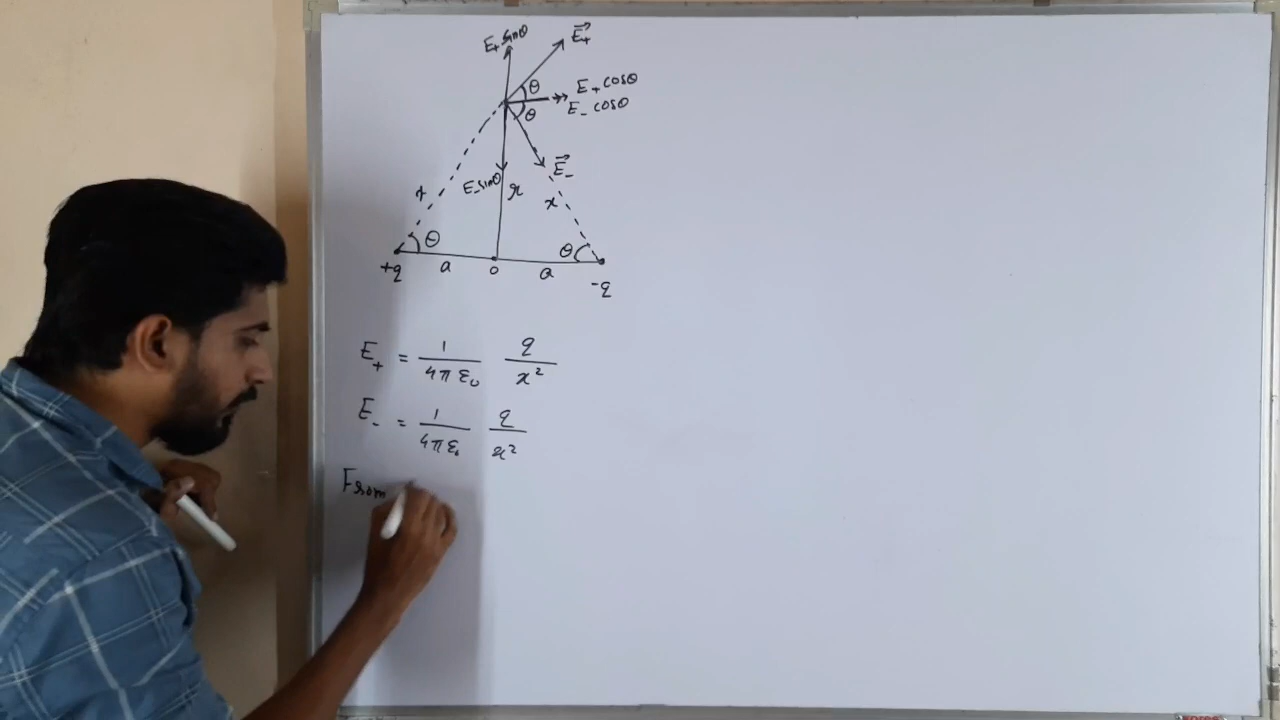 E₊ sinθ
E⃗₊
θ
E₊ cosθ
θ
E₋ cosθ
E⃗₋
E₋ sinθ
r
x
x
θ
θ
+q
a
o
a
-q
E₊ = 1/4πε₀ q/x²
E₋ = 1/4πε₀ q/x²
From